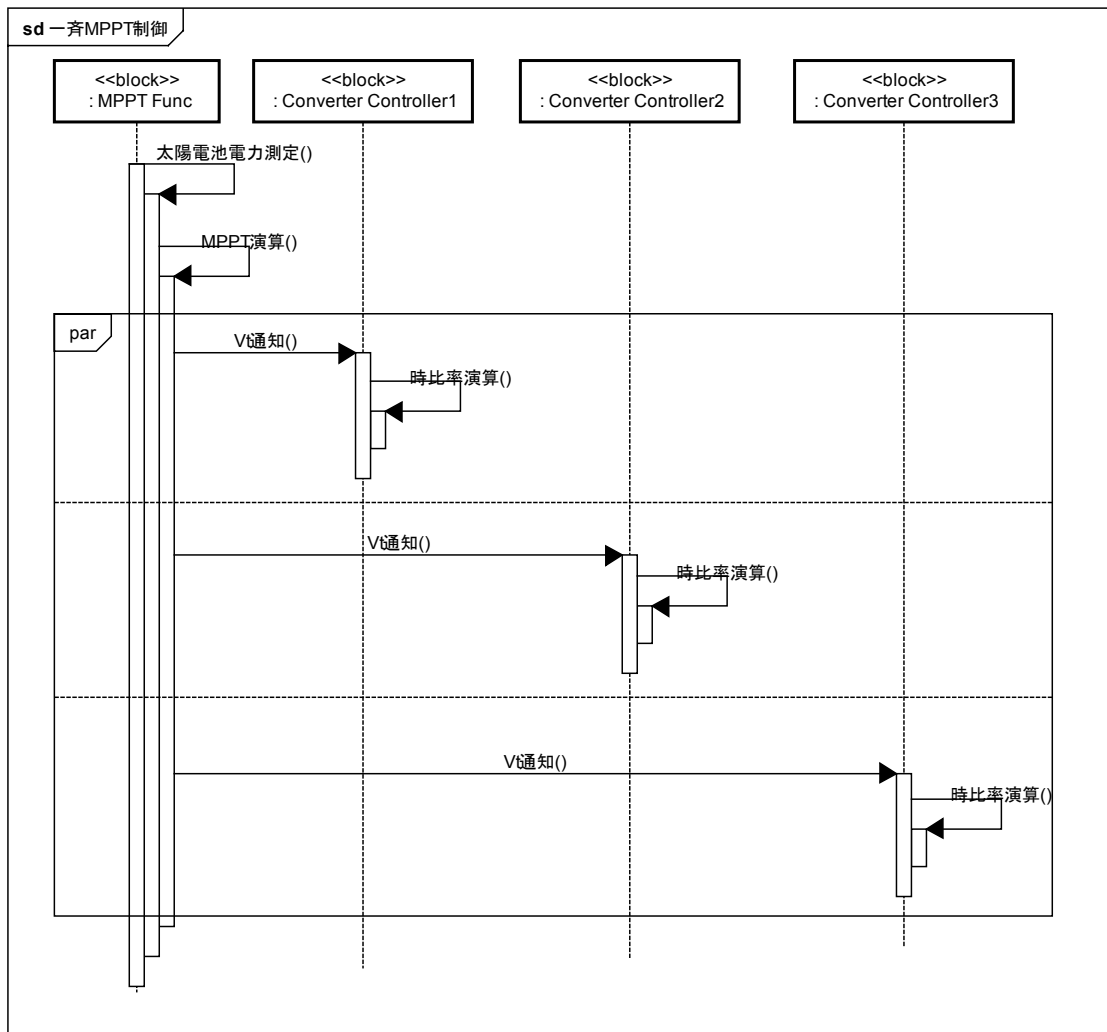 sd 一斉MPPT制御
<<block>>
: MPPT Func
<<block>>
: Converter Controller1
<<block>>
: Converter Controller2
<<block>>
: Converter Controller3
太陽電池電力測定()
MPPT演算()
par
Vt通知()
時比率演算()
Vt通知()
時比率演算()
Vt通知()
時比率演算()